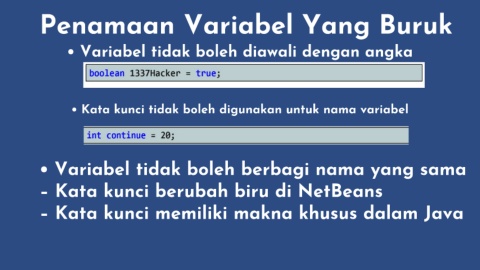 Penamaan Variabel Yang Buruk
• Variabel tidak boleh diawali dengan angka
boolean 1337Hacker = true;
• Kata kunci tidak boleh digunakan untuk nama variabel
int continue = 20;
• Variabel tidak boleh berbagi nama yang sama
– Kata kunci berubah biru di NetBeans
– Kata kunci memiliki makna khusus dalam Java